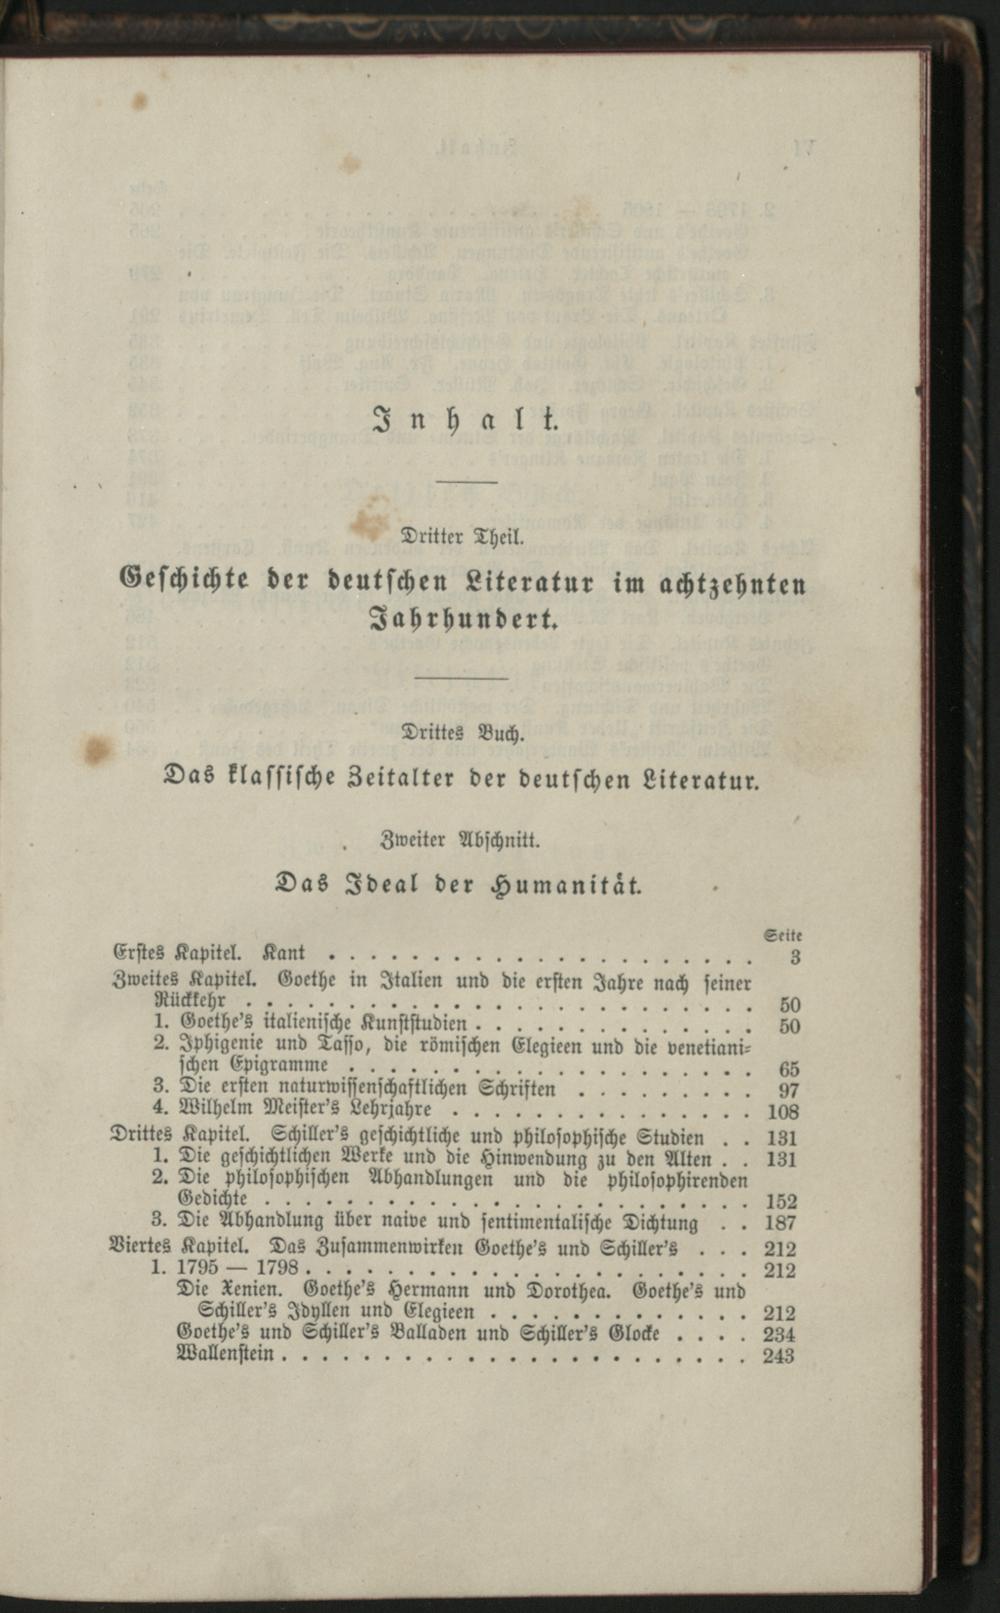 Inhalt.
Dritter Theil.
Geschichte der deutschen Literatur im achtzehnten
Jahrhundert.
Drittes Buch.
Das klassische Zeitalter der deutschen Literatur.
Zweiter Abschnitt.
Das Ideal der Humanität.
Seite
Erstes Kapitel. Kant . . . . . . . . . . . . . . . . . . . . 3
Zweites Kapitel. Goethe in Italien und die ersten Jahre nach seiner
Rückkehr . . . . . . . . . . . . . . . . . . . . . . . 50
1. Goethe's italienische Kunststudien . . . . . . . . . . . . . 50
2. Iphigenie und Tasso, die römischen Elegieen und die venetiani-
schen Epigramme . . . . . . . . . . . . . . . . . . . 65
3. Die ersten naturwissenschaftlichen Schriften . . . . . . . . . 97
4. Wilhelm Meister's Lehrjahre . . . . . . . . . . . . . . 108
Drittes Kapitel. Schiller's geschichtliche und philosophische Studien . . 131
1. Die geschichtlichen Werke und die Hinwendung zu den Alten . . 131
2. Die philosophischen Abhandlungen und die philosophirenden
Gedichte . . . . . . . . . . . . . . . . . . . . . . . 152
3. Die Abhandlung über naive und sentimentalische Dichtung . . 187
Viertes Kapitel. Das Zusammenwirken Goethe's und Schiller's . . . 212
1. 1795 — 1798 . . . . . . . . . . . . . . . . . . . . . 212
Die Xenien. Goethe's Hermann und Dorothea. Goethe's und
Schiller's Idyllen und Elegieen . . . . . . . . . . . . . 212
Goethe's und Schiller's Balladen und Schiller's Glocke . . . . 234
Wallenstein . . . . . . . . . . . . . . . . . . . . . . 243